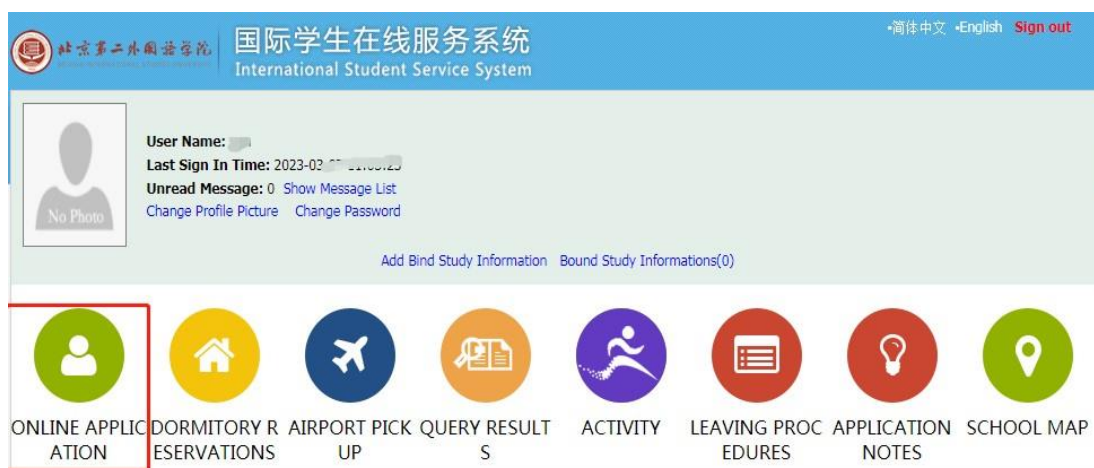 北京第二外国语学院
国际学生在线服务系统
International Student Service System
•简体中文 •English Sign out
No Photo
User Name:
Last Sign In Time: 2023-03
Unread Message: 0 Show Message List
Change Profile Picture Change Password
Add Bind Study Information Bound Study Informations(0)
ONLINE APPLIC
ATION
DORMITORY R
ESERVATIONS
AIRPORT PICK
UP
QUERY RESULT
S
ACTIVITY
LEAVING PROC
EDURES
APPLICATION
NOTES
SCHOOL MAP